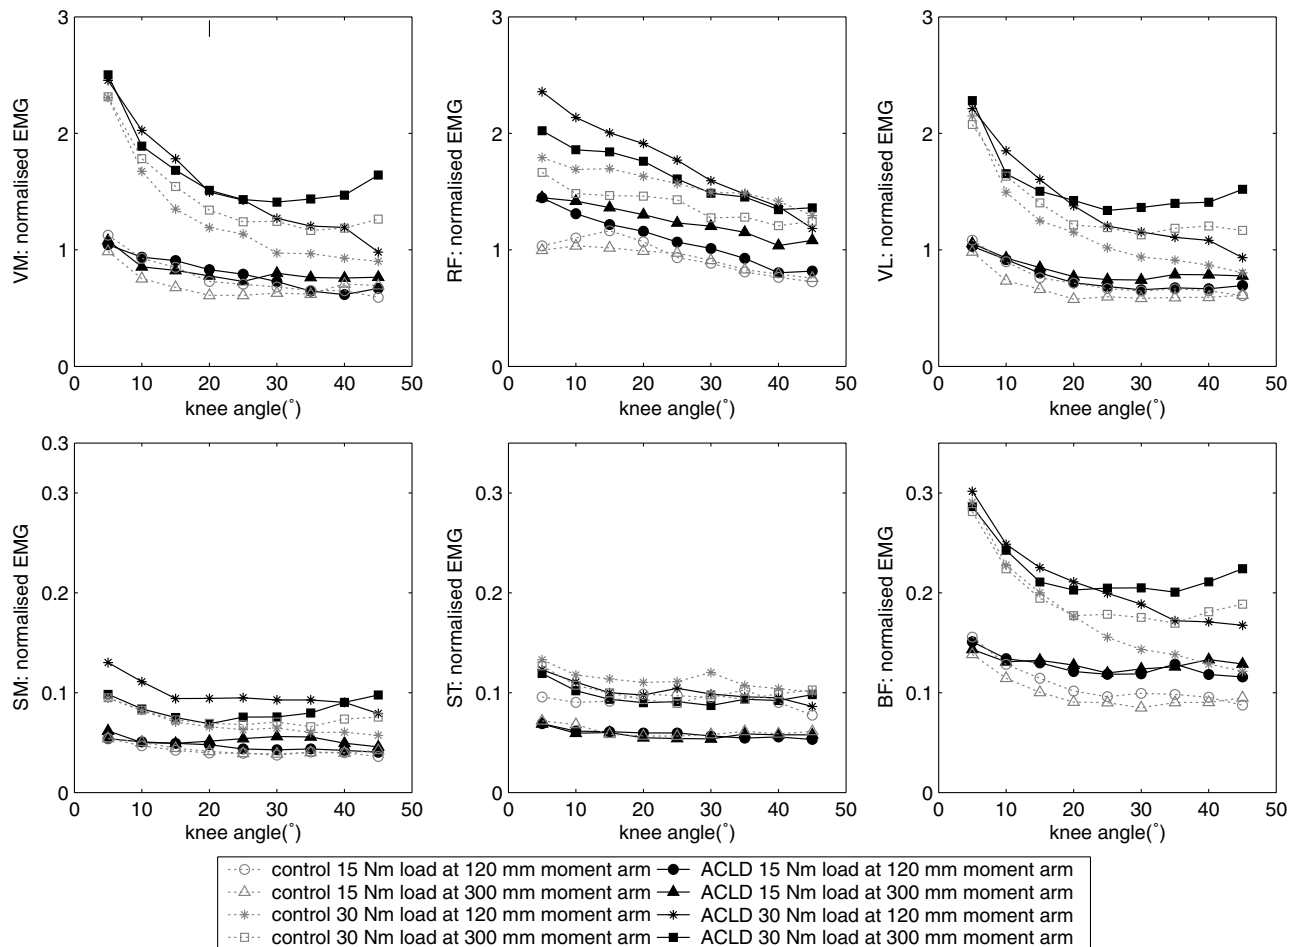 3
2
1
0
VM: normalised EMG
0 10 20 30 40 50
knee angle(°)
3
2
1
0
RF: normalised EMG
0 10 20 30 40 50
knee angle(°)
3
2
1
0
VL: normalised EMG
0 10 20 30 40 50
knee angle(°)
0.3
0.3
0.2
0.1
0
SM: normalised EMG
0 10 20 30 40 50
knee angle(°)
0.3
0.3
0.2
0.1
0
ST: normalised EMG
0 10 20 30 40 50
knee angle(°)
0.3
0.3
0.2
0.1
0
BF: normalised EMG
0 10 20 30 40 50
knee angle(°)
control 15 Nm load at 120 mm moment arm ACLD 15 Nm load at 120 mm moment arm
control 15 Nm load at 300 mm moment arm ACLD 15 Nm load at 300 mm moment arm
control 30 Nm load at 120 mm moment arm ACLD 30 Nm load at 120 mm moment arm
control 30 Nm load at 300 mm moment arm ACLD 30 Nm load at 300 mm moment arm